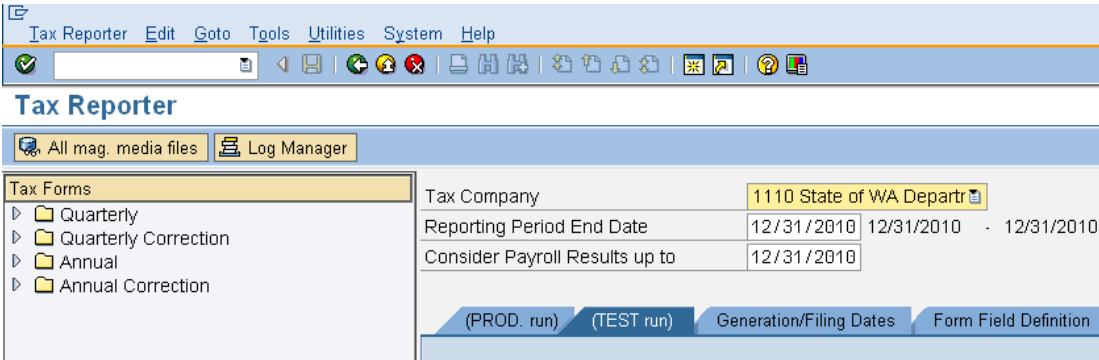 Tax Reporter Edit Goto Tools Utilities System Help
Tax Reporter
All mag. media files Log Manager
Tax Forms
Quarterly
Quarterly Correction
Annual
Annual Correction
Tax Company 1110 State of WA Departr
Reporting Period End Date 12/31/2010 12/31/2010 - 12/31/2010
Consider Payroll Results up to 12/31/2010
(PROD. run) (TEST run) Generation/Filing Dates Form Field Definition